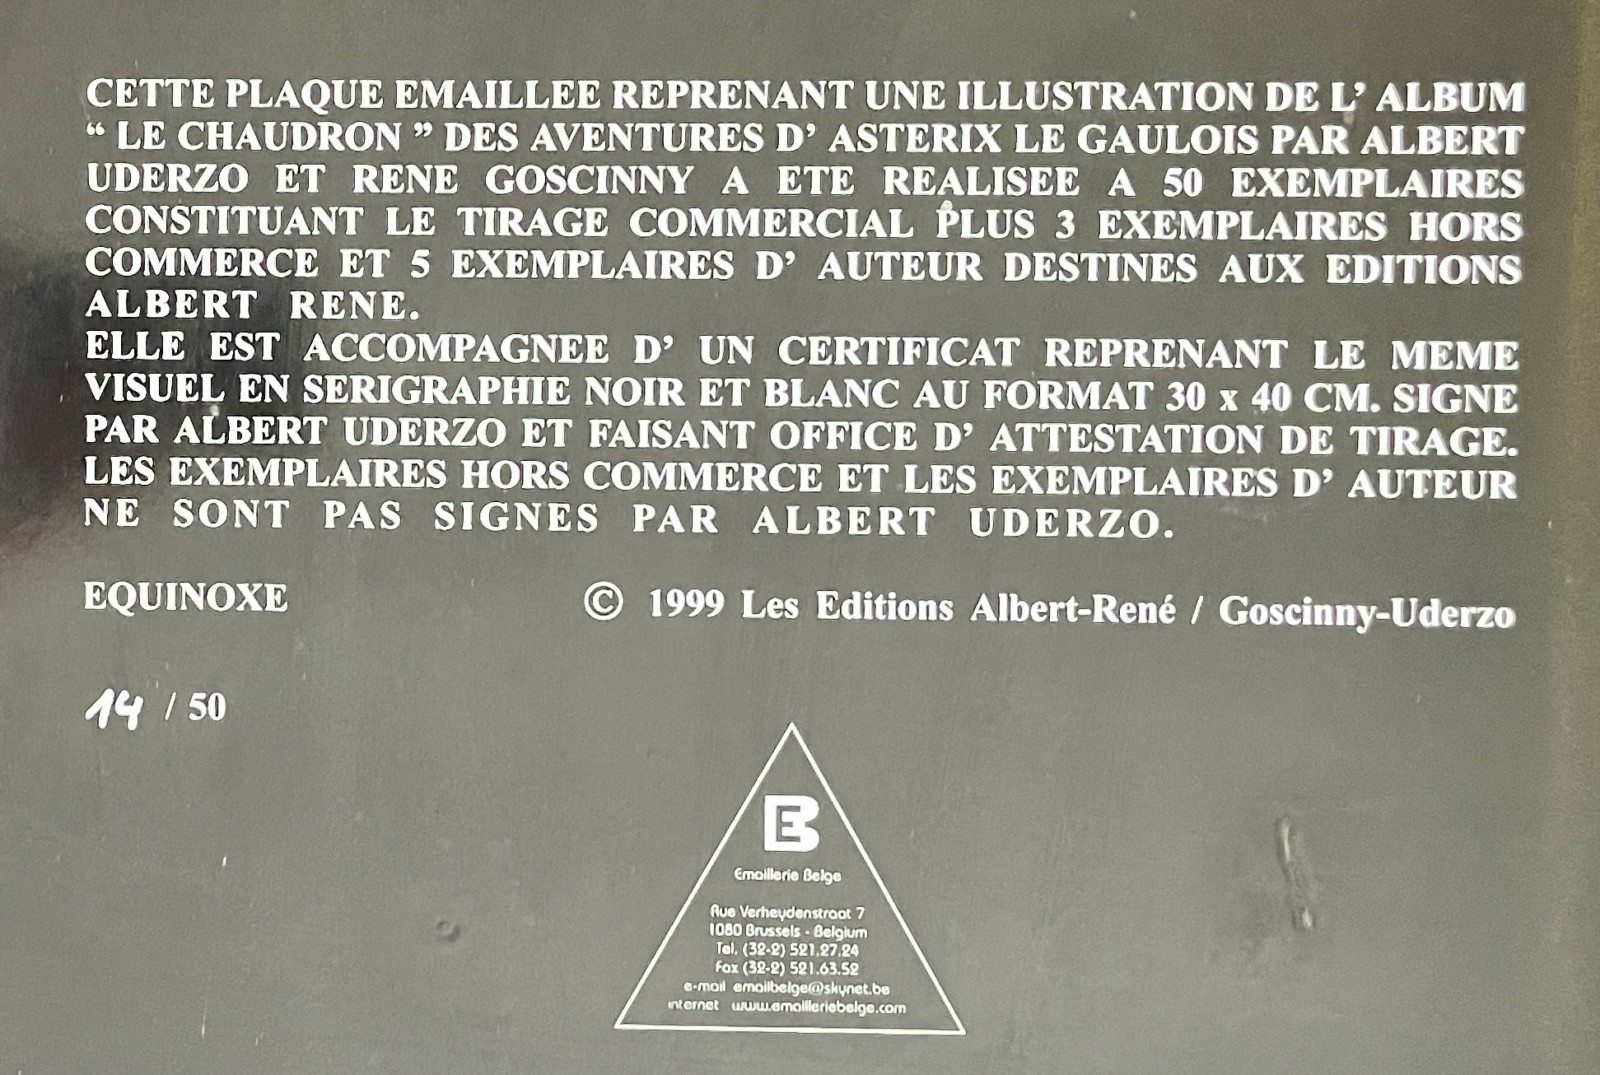 CETTE PLAQUE EMAILLEE REPRENANT UNE ILLUSTRATION DE L' ALBUM
“ LE CHAUDRON ” DES AVENTURES D' ASTERIX LE GAULOIS PAR ALBERT
UDERZO ET RENE GOSCINNY A ETE REALISEE A 50 EXEMPLAIRES
CONSTITUANT LE TIRAGE COMMERCIAL PLUS 3 EXEMPLAIRES HORS
COMMERCE ET 5 EXEMPLAIRES D' AUTEUR DESTINES AUX EDITIONS
ALBERT RENE.
ELLE EST ACCOMPAGNEE D' UN CERTIFICAT REPRENANT LE MEME
VISUEL EN SERIGRAPHIE NOIR ET BLANC AU FORMAT 30 x 40 CM. SIGNE
PAR ALBERT UDERZO ET FAISANT OFFICE D' ATTESTATION DE TIRAGE.
LES EXEMPLAIRES HORS COMMERCE ET LES EXEMPLAIRES D' AUTEUR
NE SONT PAS SIGNES PAR ALBERT UDERZO.
EQUINOXE © 1999 Les Editions Albert-René / Goscinny-Uderzo
14 / 50
EB
Emaillerie Belge
Rue Verheydenstraat 7
1080 Brussels - Belgium
Tel. (32-2) 521.27.24
Fax (32-2) 521.63.52
e-mail emailbelge@skynet.be
internet www.emailleriebelge.com